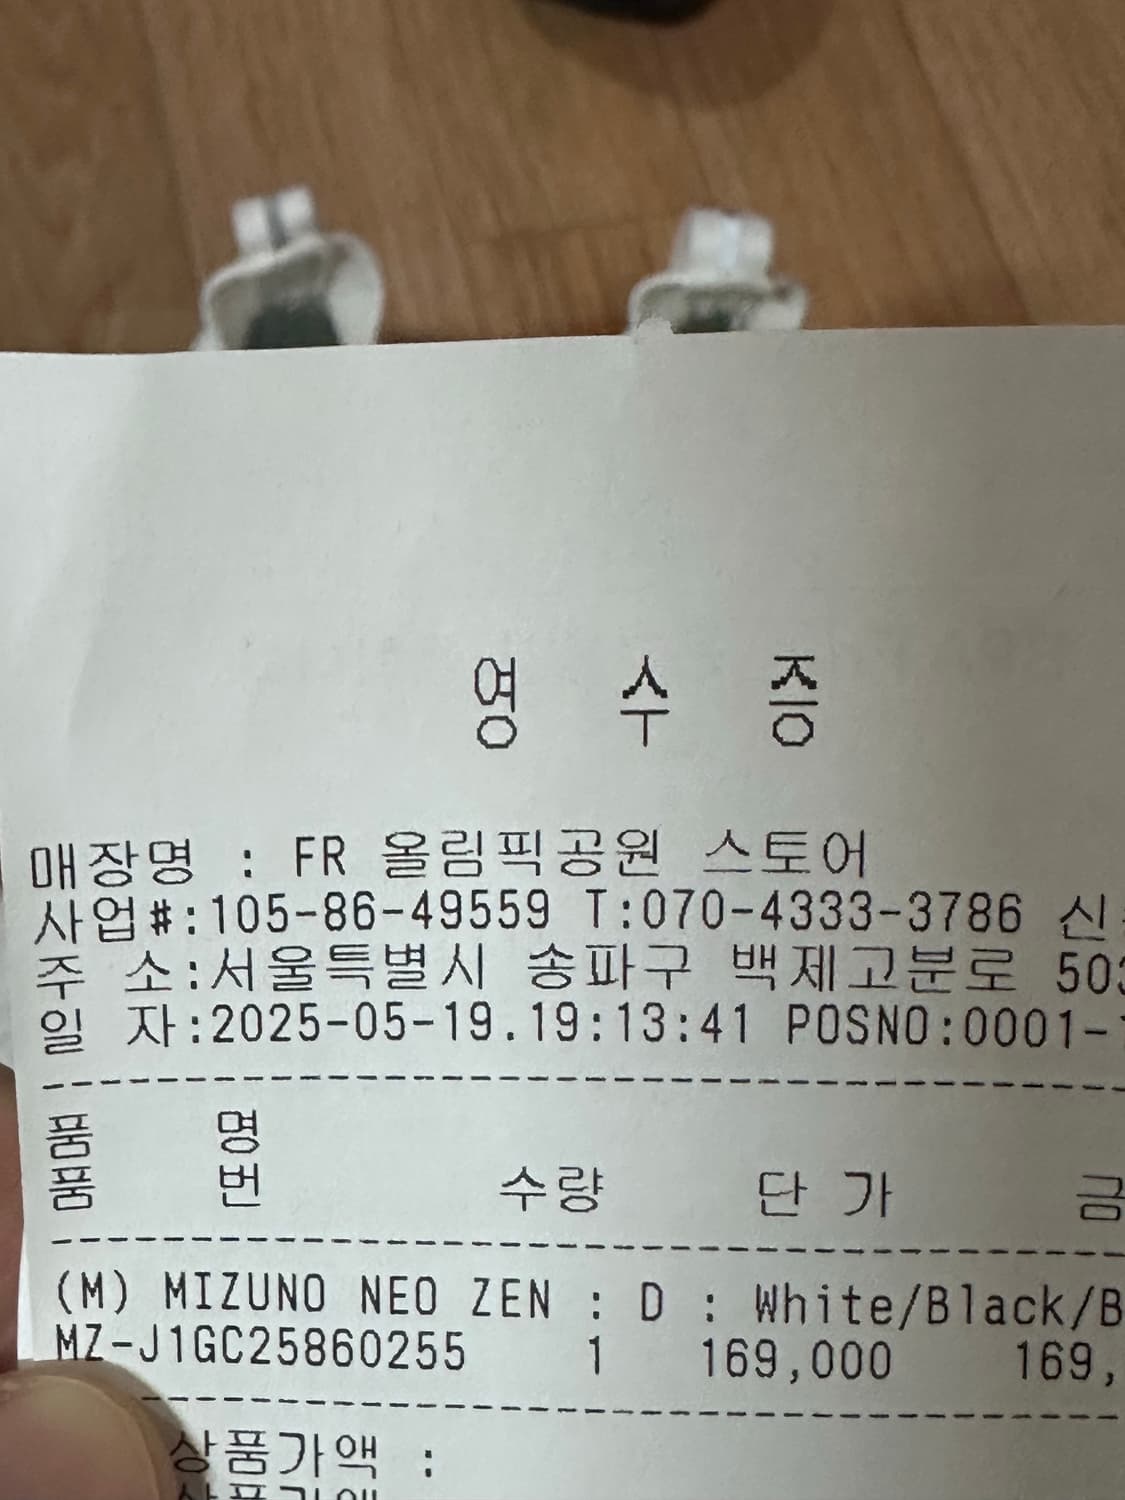 영 수 증
매장명 : FR 올림픽공원 스토어
사업#:105-86-49559 T:070-4333-3786 신
주 소:서울특별시 송파구 백제고분로 50
일 자:2025-05-19.19:13:41 POSNO:0001-
품 명
품 번 수량 단 가 금
(M) MIZUNO NEO ZEN : D : White/Black/B
MZ-J1GC25860255 1 169,000 169,
상품가액 :